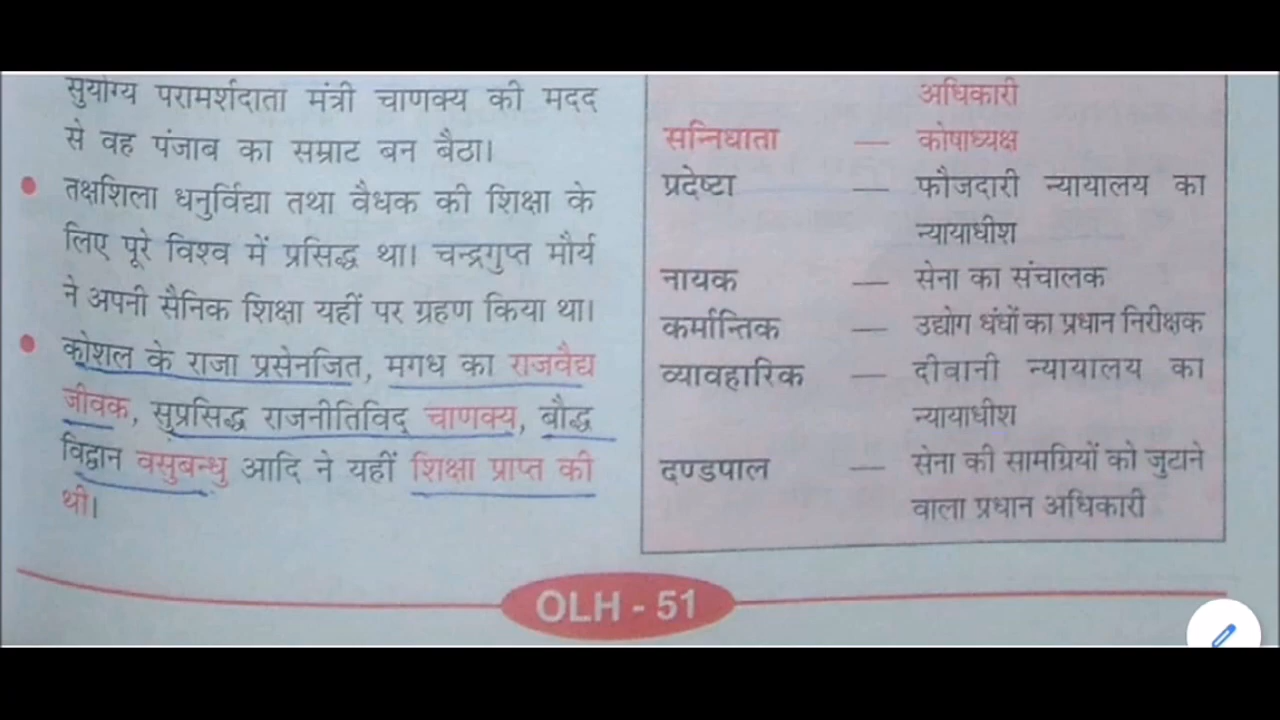 सुयोग्य परामर्शदाता मंत्री चाणक्य की मदद
से वह पंजाब का सम्राट बन बैठा।
तक्षशिला धनुर्विद्या तथा वैधक की शिक्षा के
लिए पूरे विश्व में प्रसिद्ध था। चन्द्रगुप्त मौर्य
ने अपनी सैनिक शिक्षा यहीं पर ग्रहण किया था।
कोशल के राजा प्रसेनजित, मगध का राजवैद्य
जीवक, सुप्रसिद्ध राजनीतिविद् चाणक्य, बौद्ध
विद्वान वसुबन्धु आदि ने यहीं शिक्षा प्राप्त की
थी।
अधिकारी
सन्निधाता — कोषाध्यक्ष
प्रदेष्टा — फौजदारी न्यायालय का
न्यायाधीश
नायक — सेना का संचालक
कर्मान्तिक — उद्योग धंघों का प्रधान निरीक्षक
व्यावहारिक — दीवानी न्यायालय का
न्यायाधीश
दण्डपाल — सेना की सामग्रियों को जुटाने
वाला प्रधान अधिकारी
OLH - 51